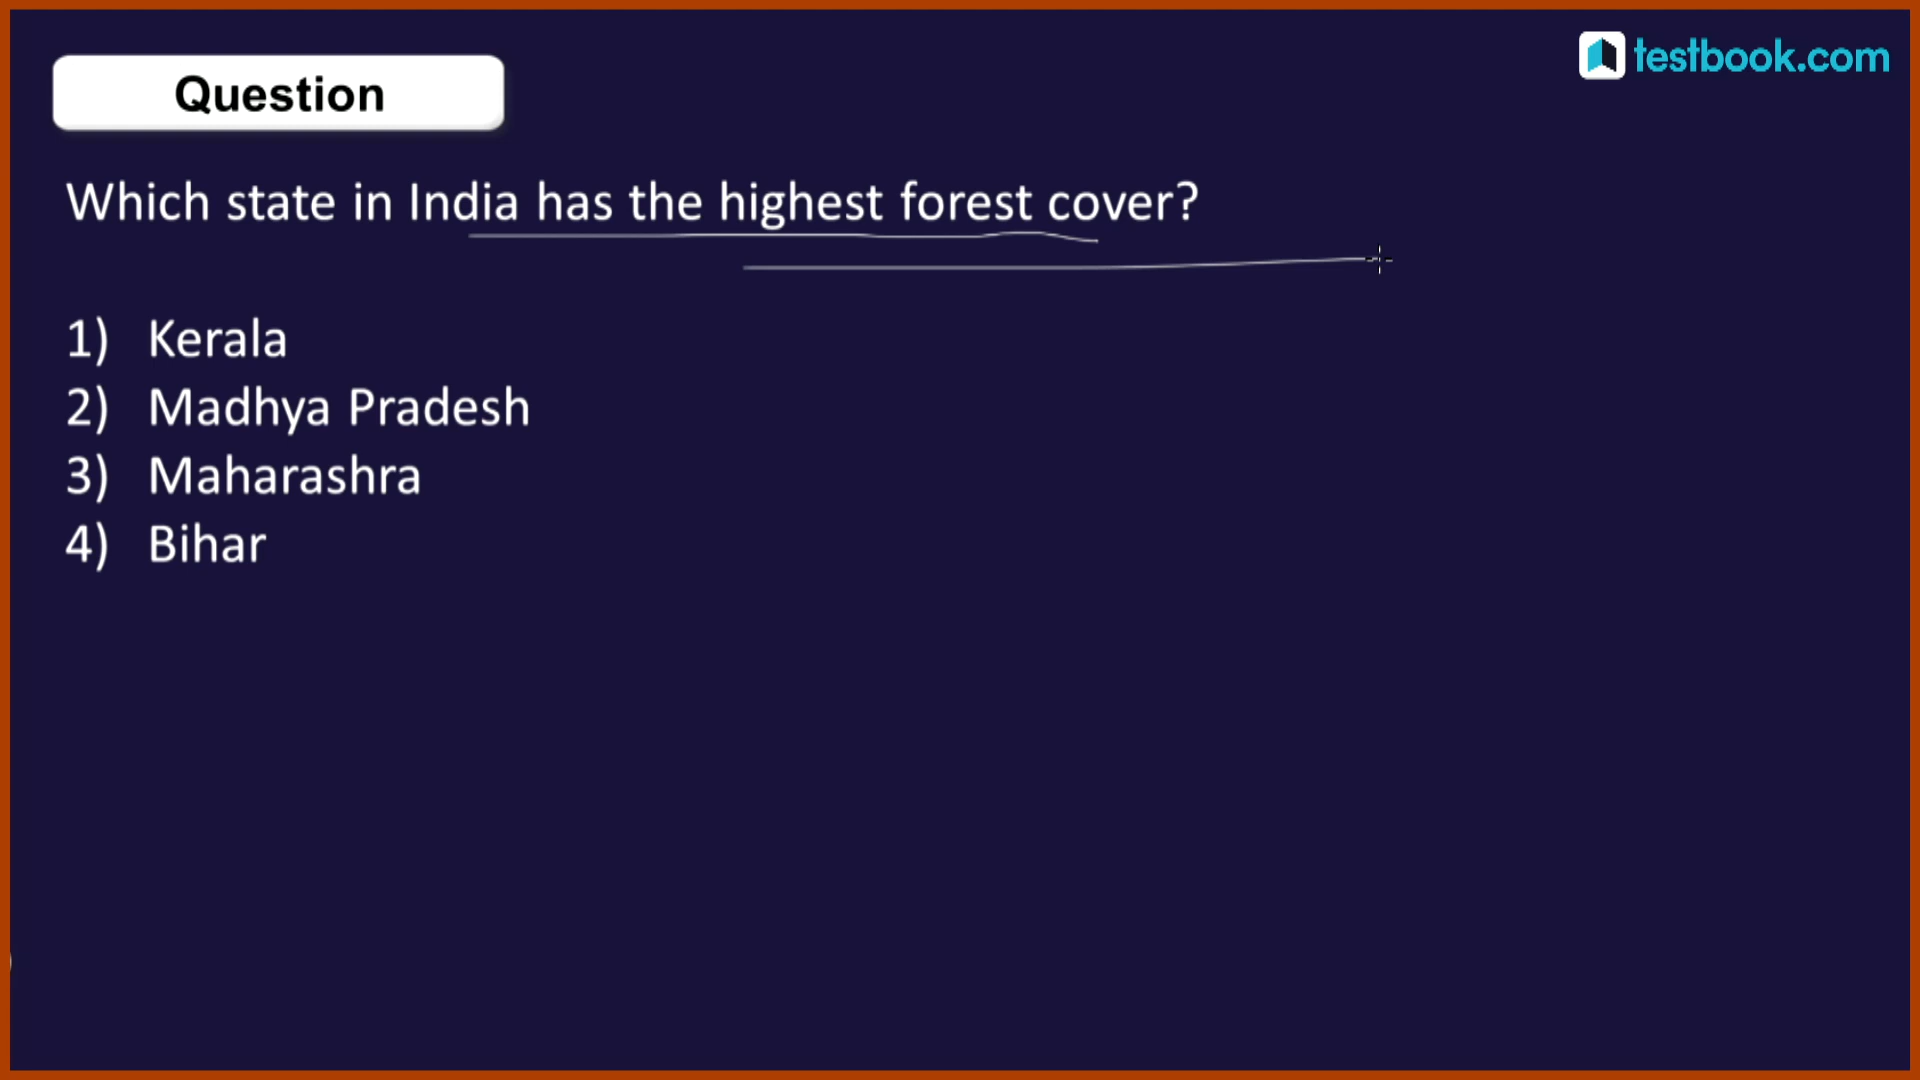 testbook.com
Question
Which state in India has the highest forest cover?
1) Kerala
2) Madhya Pradesh
3) Maharashra
4) Bihar